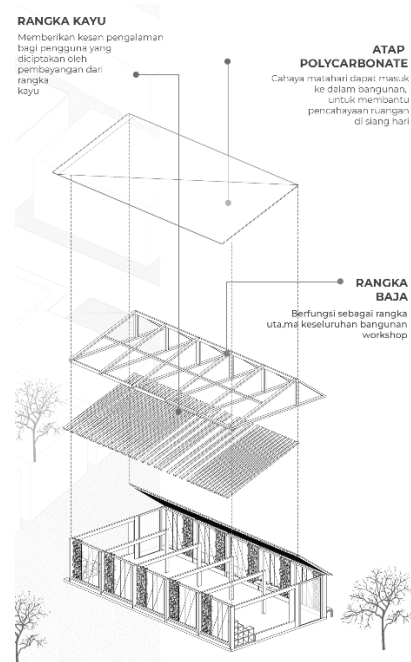 RANGKA KAYU
Memberikan kesan pengalaman
bagi pengguna yang
diciptakan oleh
pembayangan dari
rangka
kayu
ATAP
POLYCARBONATE
Cahaya matahari dapat masuk
ke dalam bangunan,
untuk membantu
pencahayaan ruangan
di siang hari
RANGKA
BAJA
Berfungsi sebagai rangka
uta.ma keseluruhan bangunan
workshop